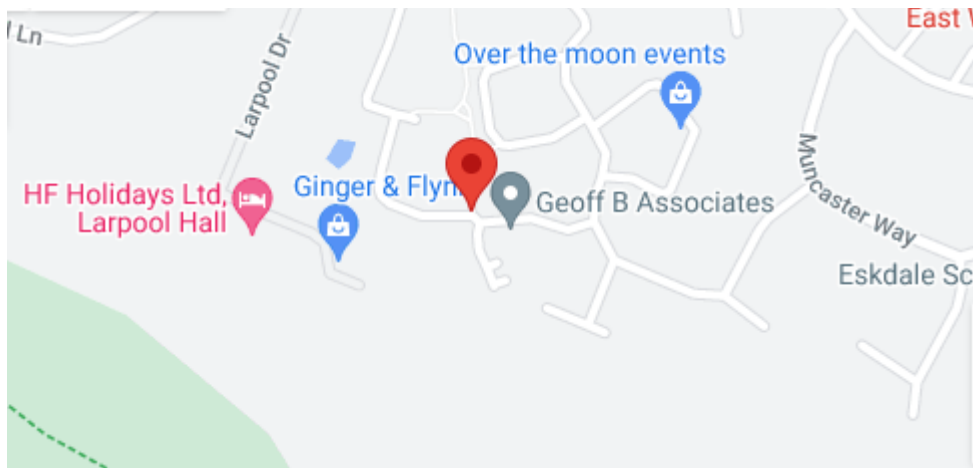 l Ln
Larpool Dr
East
Over the moon events
Muncaster Way
HF Holidays Ltd,
Larpool Hall
Ginger &
Geoff B Associates
Eskdale Sc